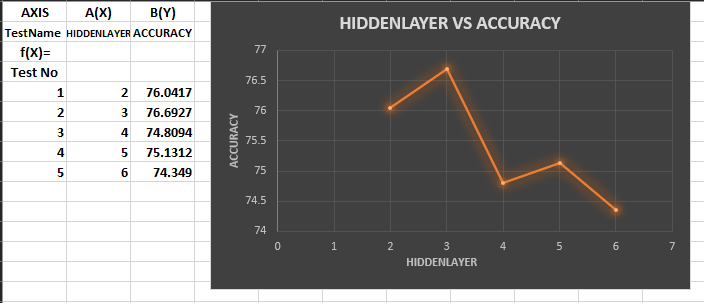 AXIS A(X) B(Y)
TestName HIDDENLAYER ACCURACY
f(X)=
Test No
1 2 76.0417
2 3 76.6927
3 4 74.8094
4 5 75.1312
5 6 74.349
HIDDENLAYER VS ACCURACY
77
76.5
76
75.5
75
74.5
74
ACCURACY
0 1 2 3 4 5 6 7
HIDDENLAYER